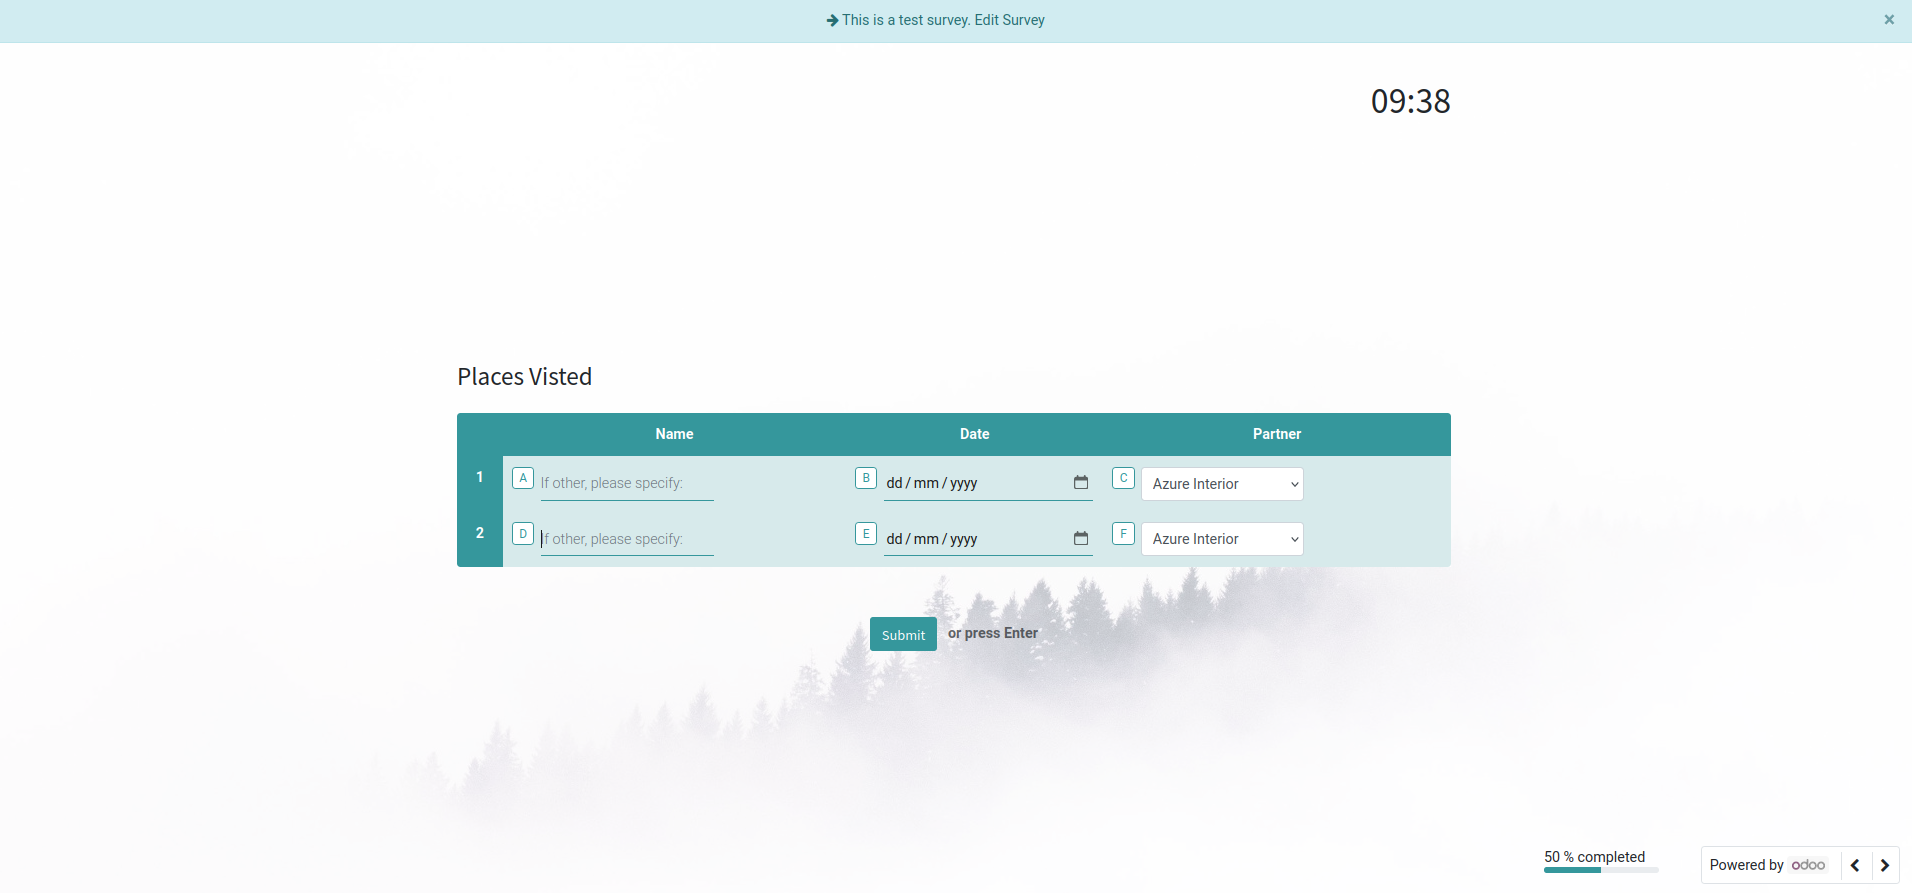 This is a test survey. Edit Survey ×
09:38
Places Visted
Name Date Partner
1 A If other, please specify: B dd/mm/yyyy C Azure Interior
2 D If other, please specify: E dd/mm/yyyy F Azure Interior
Submit or press Enter
50 % completed
Powered by odoo